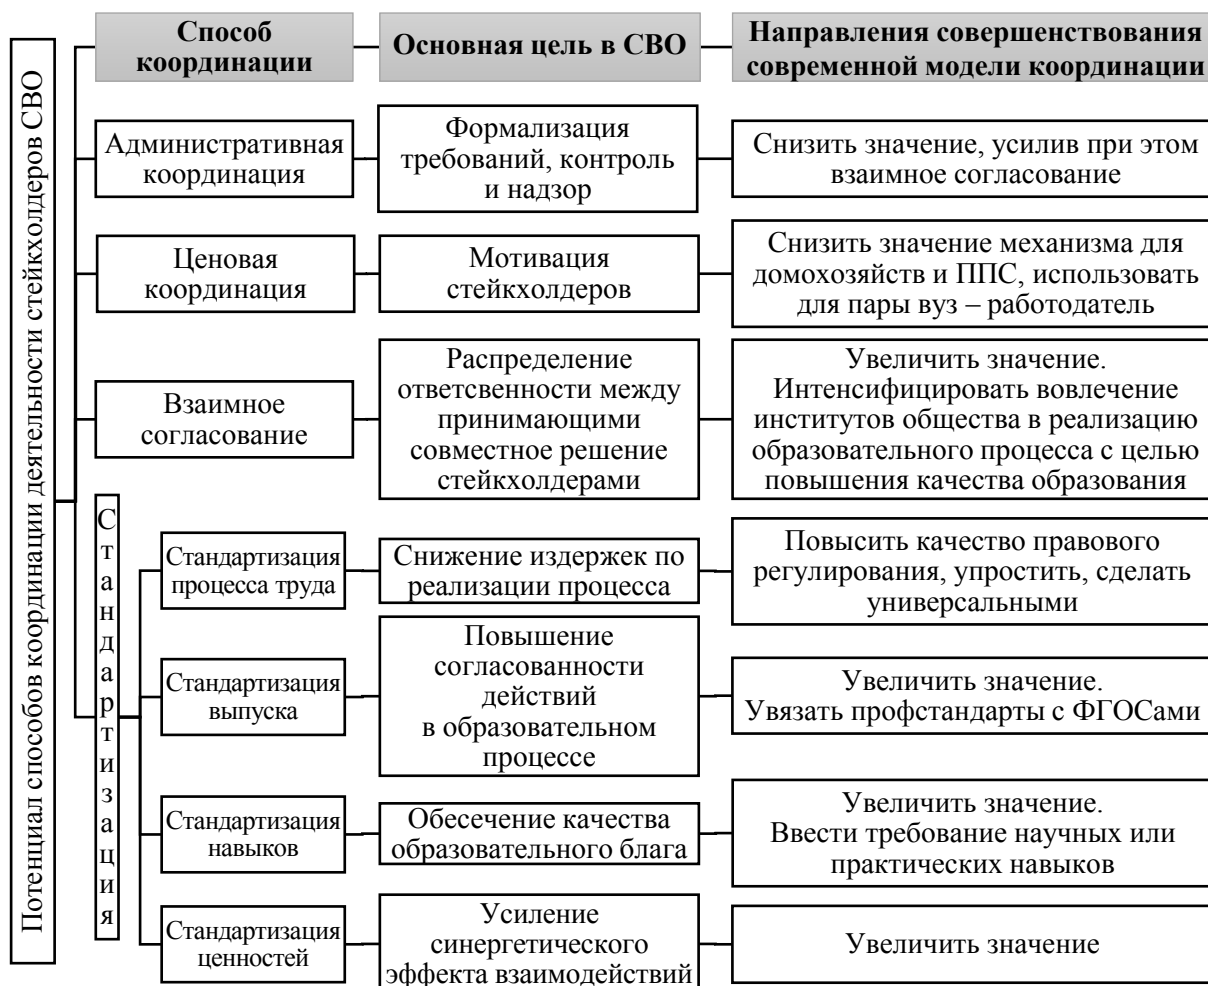 Потенциал способов координации деятельности стейкхолдеров СВО
Способ
координации
Основная цель в СВО
Направления совершенствования
современной модели координации
Административная
координация
Формализация
требований, контроль
и надзор
Снизить значение, усилив при этом
взаимное согласование
Ценовая
координация
Мотивация
стейкхолдеров
Снизить значение механизма для
домохозяйств и ППС, использовать
для пары вуз – работодатель
Взаимное
согласование
Распределение
ответсвенности между
принимающими
совместное решение
стейкхолдерами
Увеличить значение.
Интенсифицировать вовлечение
институтов общества в реализацию
образовательного процесса с целью
повышения качества образования
Стандартизация
Стандартизация
процесса труда
Снижение издержек по
реализации процесса
Повысить качество правового
регулирования, упростить, сделать
универсальными
Стандартизация
выпуска
Повышение
согласованности
действий
в образовательном
процессе
Увеличить значение.
Увязать профстандарты с ФГОСами
Стандартизация
навыков
Обесечение качества
образовательного блага
Увеличить значение.
Ввести требование научных или
практических навыков
Стандартизация
ценностей
Усиление
синергетического
эффекта взаимодействий
Увеличить значение